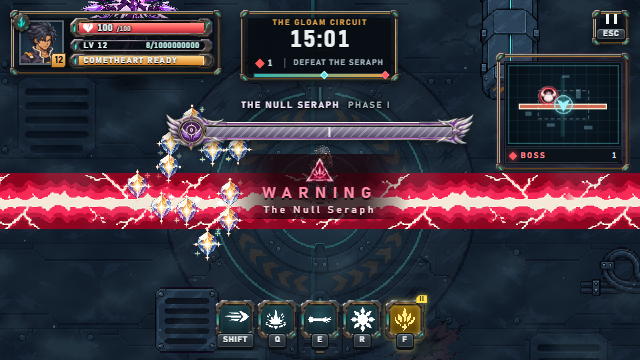 100 /100
LV 12 8/1000000000
12 COMETHEART READY
THE GLOAM CIRCUIT
15:01
1 DEFEAT THE SERAPH
ESC
THE NULL SERAPH PHASE I
BOSS 1
WARNING
The Null Seraph
SHIFT Q E R F